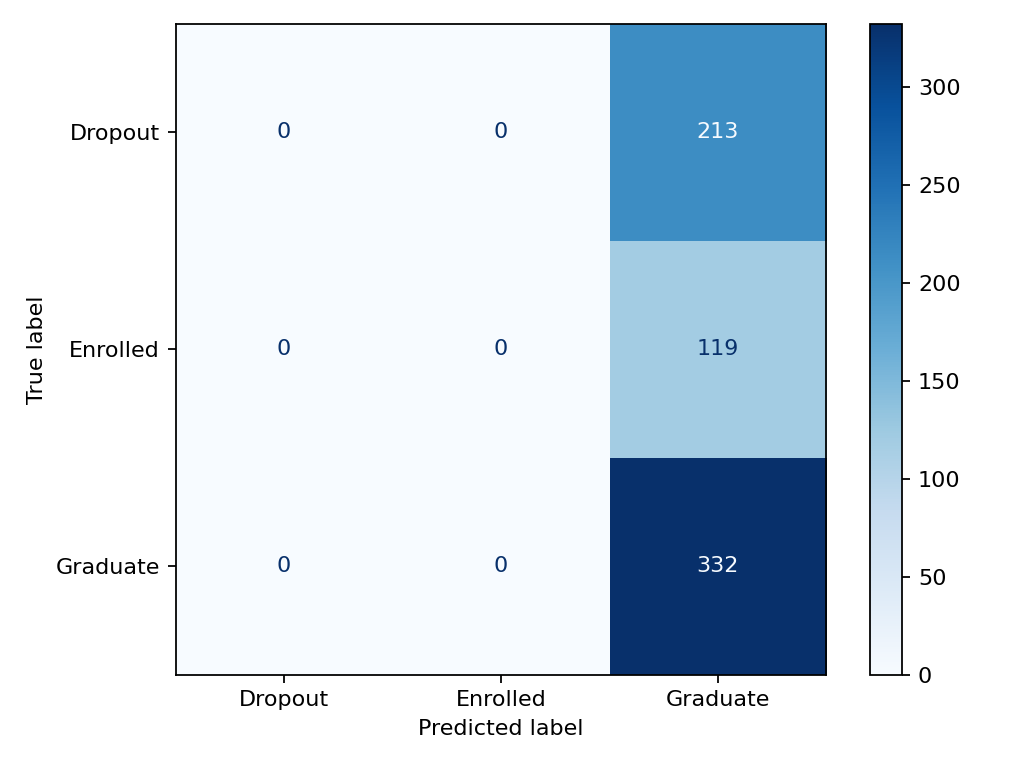 Dropout 0 0 213
Enrolled 0 0 119
Graduate 0 0 332
Dropout Enrolled Graduate
Predicted label
True label
300
250
200
150
100
50
0